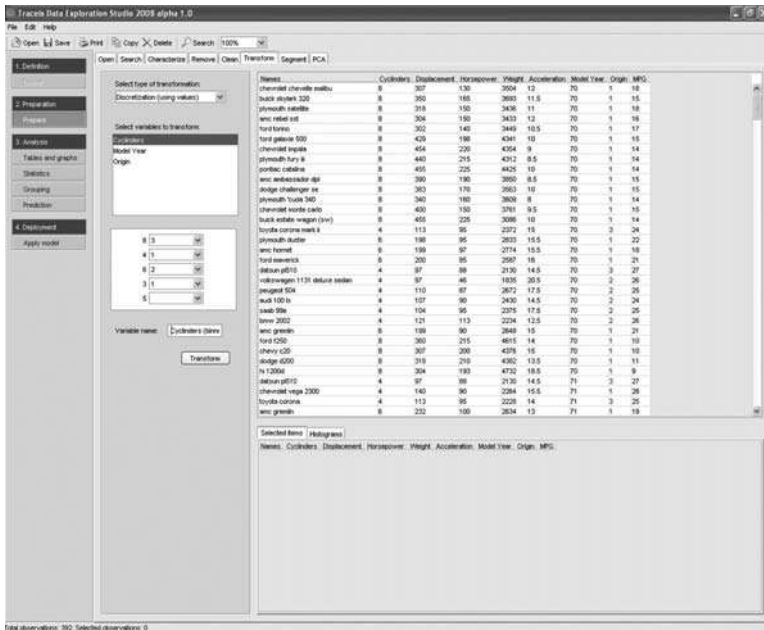 Traceis Data Exploration Studio 2009 alpha 1.0
File Edit Help
Open Save Print Copy Delete Search 100%
Open Search Characterize Remove Clean Transform Segment PCA
1. Definition
2. Preparation
Prepare
3. Analysis
Tables and graphs
Statistics
Grouping
Prediction
4. Deployment
Apply model
Select type of transformation:
Discretization (using values)
Select variables to transform:
Cylinders
Model Year
Origin
8 3
4 1
6 2
3 1
5
Variable name: Cylinders (binn
Transform
Names Cylinders Displacement Horsepower Weight Acceleration Model Year Origin MPG
chevrolet chevelle malibu 8 307 130 3504 12 70 1 18
buick skylark 320 8 350 165 3693 11.5 70 1 15
plymouth satellite 8 318 150 3436 11 70 1 18
amc rebel sst 8 304 150 3433 12 70 1 16
ford torino 8 302 140 3449 10.5 70 1 17
ford galaxie 500 8 429 198 4341 10 70 1 15
chevrolet impala 8 454 220 4354 9 70 1 14
plymouth fury iii 8 440 215 4312 8.5 70 1 14
pontiac catalina 8 455 225 4425 10 70 1 14
amc ambassador dpl 8 390 190 3850 8.5 70 1 15
dodge challenger se 8 383 170 3563 10 70 1 15
plymouth 'cuda 340 8 340 160 3609 8 70 1 14
chevrolet monte carlo 8 400 150 3761 9.5 70 1 15
buick estate wagon (sw) 8 455 225 3086 10 70 1 14
toyota corona mark ii 4 113 95 2372 15 70 3 24
plymouth duster 6 198 95 2833 15.5 70 1 22
amc hornet 6 199 97 2774 15.5 70 1 18
ford maverick 6 200 85 2587 16 70 1 21
datsun pl510 4 97 88 2130 14.5 70 3 27
volkswagen 1131 deluxe sedan 4 97 46 1835 20.5 70 2 26
peugeot 504 4 110 87 2672 17.5 70 2 25
audi 100 ls 4 107 90 2430 14.5 70 2 24
saab 99e 4 104 95 2375 17.5 70 2 25
bmw 2002 4 121 113 2234 12.5 70 2 26
amc gremlin 6 199 90 2648 15 70 1 21
ford f250 8 360 215 4615 14 70 1 10
chevy c20 8 307 200 4376 15 70 1 10
dodge d200 8 318 210 4382 13.5 70 1 11
hi 1200d 8 304 193 4732 18.5 70 1 9
datsun pl510 4 97 88 2130 14.5 71 3 27
chevrolet vega 2300 4 140 90 2264 15.5 71 1 28
toyota corona 4 113 95 2228 14 71 3 25
amc gremlin 6 232 100 2634 13 71 1 19
Selected items Histograms
Names Cylinders Displacement Horsepower Weight Acceleration Model Year Origin MPG
Total observations: 392 Selected observations: 0